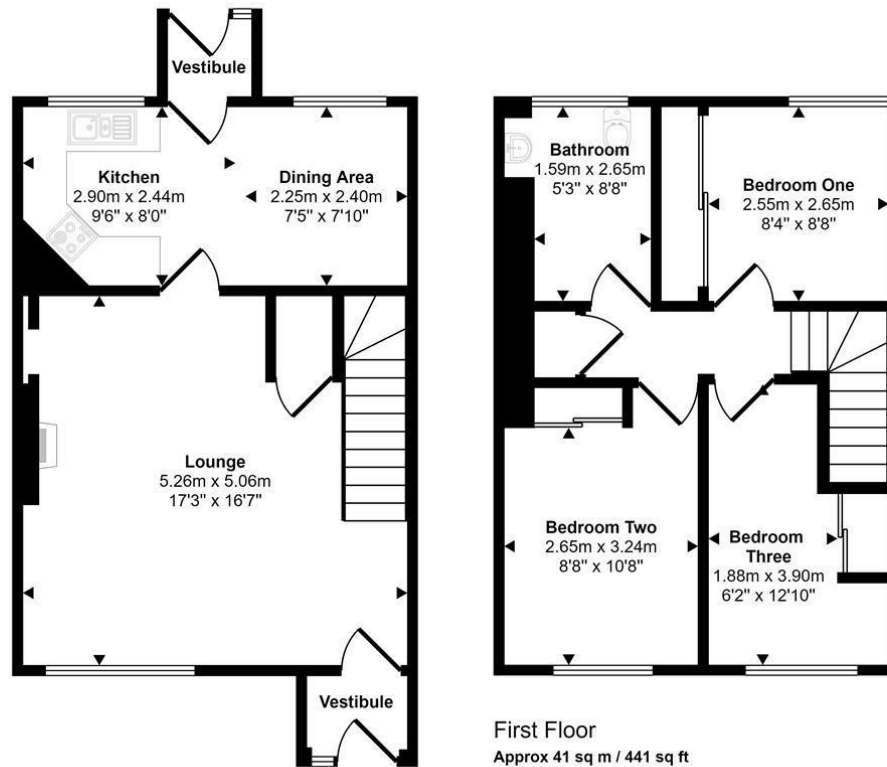 Vestibule
Kitchen
2.90m x 2.44m
9'6" x 8'0"
Dining Area
2.25m x 2.40m
7'5" x 7'10"
Lounge
5.26m x 5.06m
17'3" x 16'7"
Vestibule
Bathroom
1.59m x 2.65m
5'3" x 8'8"
Bedroom One
2.55m x 2.65m
8'4" x 8'8"
Bedroom Two
2.65m x 3.24m
8'8" x 10'8"
Bedroom
Three
1.88m x 3.90m
6'2" x 12'10"
First Floor
Approx 41 sq m / 441 sq ft